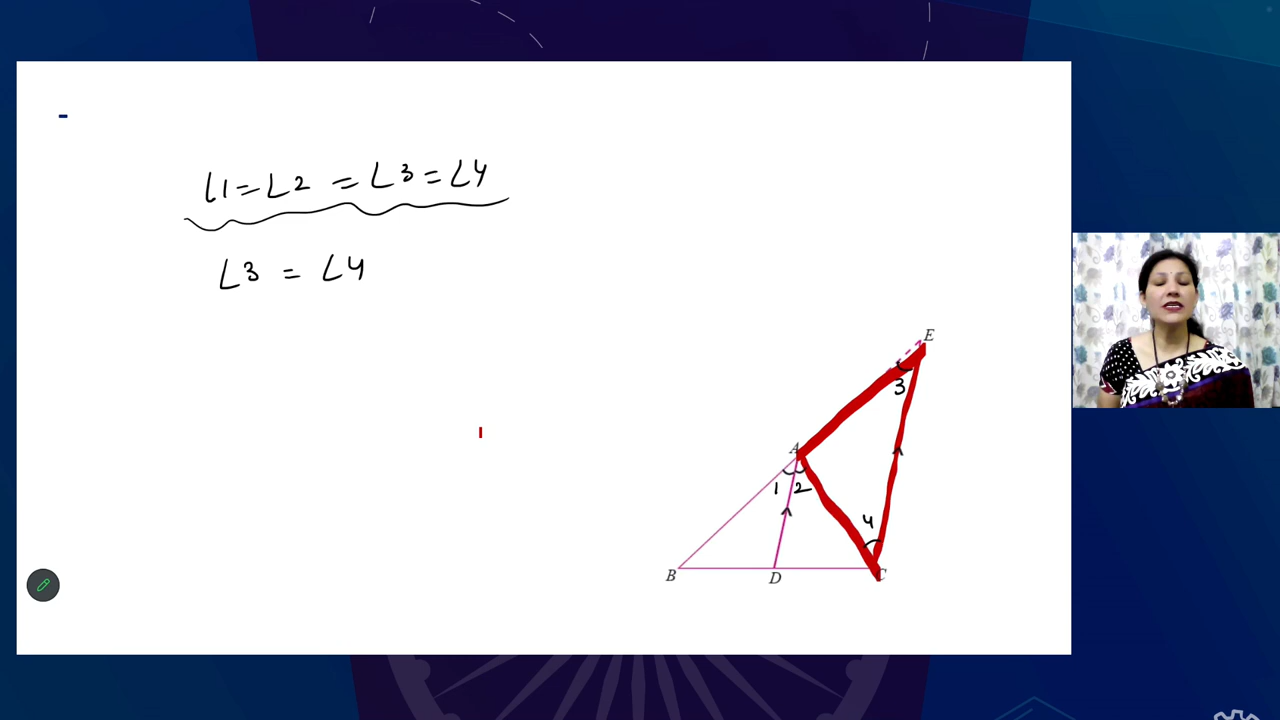 ∠1 = ∠2 = ∠3 = ∠4
∠3 = ∠4
E
3
A
1 2
4
B D C